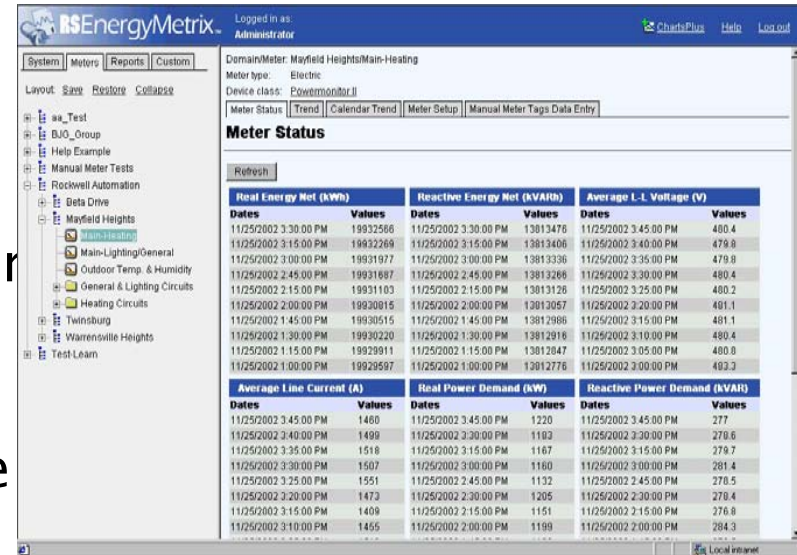 RSEnergyMetrix
Logged in as:
Administrator
ChartsPlus Help Log out
System Meters Reports Custom
Layout: Save Restore Collapse
aa_Test
BJG_Group
Help Example
Manual Meter Tests
Rockwell Automation
Beta Drive
Mayfield Heights
Main-Heating
Main-Lighting/General
Outdoor Temp. & Humidity
General & Lighting Circuits
Heating Circuits
Twinsburg
Warrensville Heights
Test-Learn
r
e
Domain/Meter: Mayfield Heights/Main-Heating
Meter type: Electric
Device class: Powermonitor II
Meter Status Trend Calendar Trend Meter Setup Manual Meter Tags Data Entry
Meter Status
Refresh
Real Energy Net (kWh) Reactive Energy Net (kVARh) Average L-L Voltage (V)
Dates Values Dates Values Dates Values
11/25/2002 3:30:00 PM 19932566 11/25/2002 3:30:00 PM 13813476 11/25/2002 3:45:00 PM 480.4
11/25/2002 3:15:00 PM 19932269 11/25/2002 3:15:00 PM 13813406 11/25/2002 3:40:00 PM 479.8
11/25/2002 3:00:00 PM 19931977 11/25/2002 3:00:00 PM 13813336 11/25/2002 3:35:00 PM 479.8
11/25/2002 2:45:00 PM 19931687 11/25/2002 2:45:00 PM 13813266 11/25/2002 3:30:00 PM 480.4
11/25/2002 2:15:00 PM 19931103 11/25/2002 2:15:00 PM 13813126 11/25/2002 3:25:00 PM 480.2
11/25/2002 2:00:00 PM 19930815 11/25/2002 2:00:00 PM 13813057 11/25/2002 3:20:00 PM 481.1
11/25/2002 1:45:00 PM 19930515 11/25/2002 1:45:00 PM 13812986 11/25/2002 3:15:00 PM 481.1
11/25/2002 1:30:00 PM 19930220 11/25/2002 1:30:00 PM 13812916 11/25/2002 3:10:00 PM 480.4
11/25/2002 1:15:00 PM 19929911 11/25/2002 1:15:00 PM 13812847 11/25/2002 3:05:00 PM 480.8
11/25/2002 1:00:00 PM 19929597 11/25/2002 1:00:00 PM 13812776 11/25/2002 3:00:00 PM 483.3
Average Line Current (A) Real Power Demand (kW) Reactive Power Demand (kVAR)
Dates Values Dates Values Dates Values
11/25/2002 3:45:00 PM 1460 11/25/2002 3:45:00 PM 1220 11/25/2002 3:45:00 PM 277
11/25/2002 3:40:00 PM 1499 11/25/2002 3:30:00 PM 1183 11/25/2002 3:30:00 PM 278.6
11/25/2002 3:35:00 PM 1518 11/25/2002 3:15:00 PM 1167 11/25/2002 3:15:00 PM 279.7
11/25/2002 3:30:00 PM 1507 11/25/2002 3:00:00 PM 1160 11/25/2002 3:00:00 PM 281.4
11/25/2002 3:25:00 PM 1551 11/25/2002 2:45:00 PM 1132 11/25/2002 2:45:00 PM 278.5
11/25/2002 3:20:00 PM 1473 11/25/2002 2:30:00 PM 1205 11/25/2002 2:30:00 PM 278.4
11/25/2002 3:15:00 PM 1409 11/25/2002 2:15:00 PM 1151 11/25/2002 2:15:00 PM 276.8
11/25/2002 3:10:00 PM 1455 11/25/2002 2:00:00 PM 1199 11/25/2002 2:00:00 PM 284.3
Local intranet